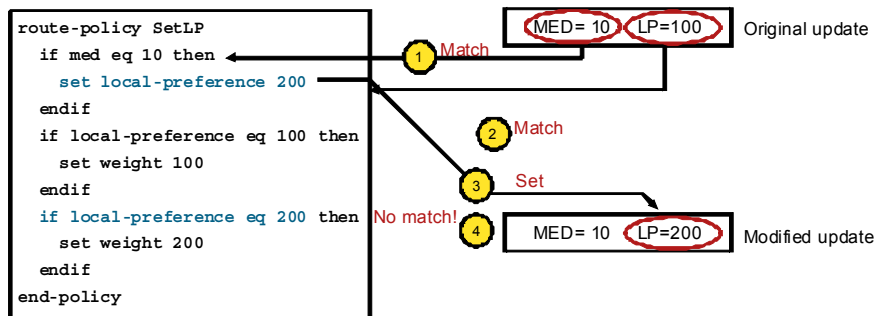 route-policy SetLP
if med eq 10 then
set local-preference 200
endif
if local-preference eq 100 then
set weight 100
endif
if local-preference eq 200 then
set weight 200
endif
end-policy
MED= 10 LP=100
Original update
1 Match
2 Match
3 Set
No match! 4
MED= 10 LP=200
Modified update